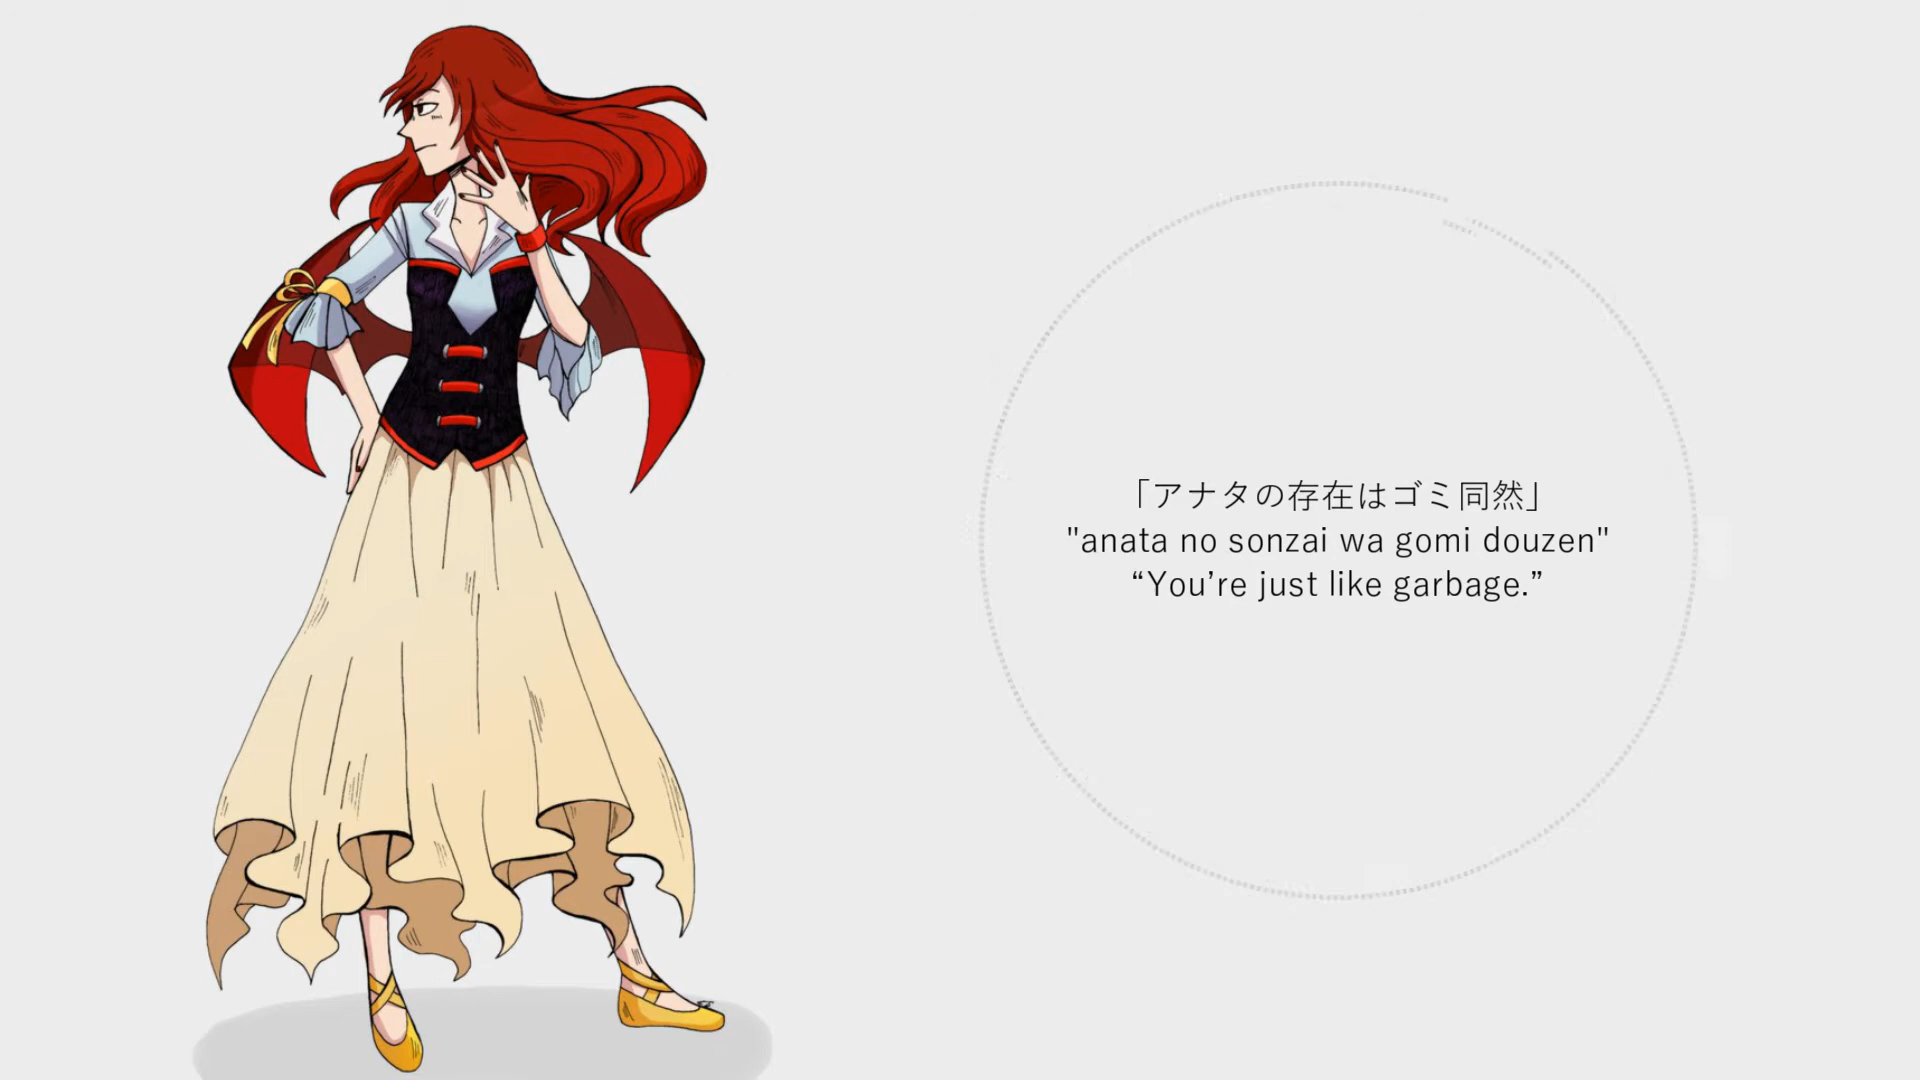 「アナタの存在はゴミ同然」
"anata no sonzai wa gomi douzen"
“You’re just like garbage.”